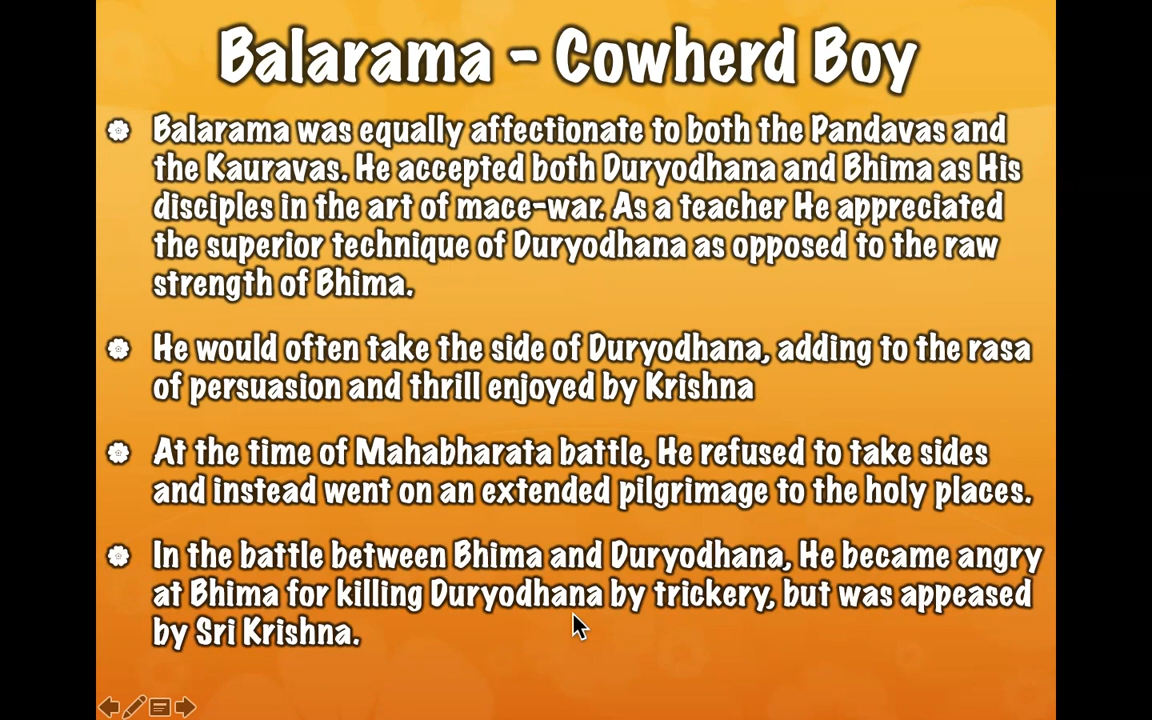 Balarama - Cowherd Boy
Balarama was equally affectionate to both the Pandavas and
the Kauravas. He accepted both Duryodhana and Bhima as His
disciples in the art of mace-war. As a teacher He appreciated
the superior technique of Duryodhana as opposed to the raw
strength of Bhima.
He would often take the side of Duryodhana, adding to the rasa
of persuasion and thrill enjoyed by Krishna
At the time of Mahabharata battle, He refused to take sides
and instead went on an extended pilgrimage to the holy places.
In the battle between Bhima and Duryodhana, He became angry
at Bhima for killing Duryodhana by trickery, but was appeased
by Sri Krishna.